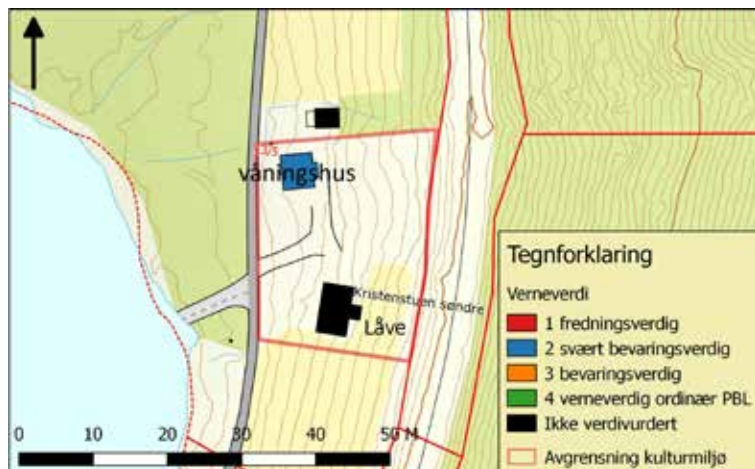 våningshus
Kristenstuen søndre
Låve
Tegnforklaring
Verneverdi
1 fredningsverdig
2 svært bevaringsverdig
3 bevaringsverdig
4 verneverdig ordinær PBL
Ikke verdivurdert
Avgrensning kulturmiljø
0 10 20 30 40 50 M